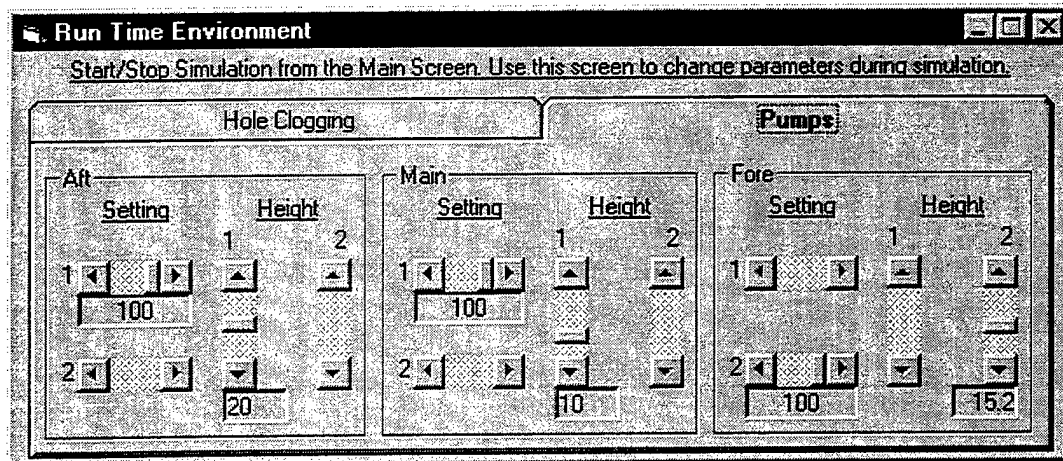 Run Time Environment
Start/Stop Simulation from the Main Screen. Use this screen to change parameters during simulation.
Hole Clogging
Pumps
Aft
Setting Height
1 2
1
100
2
20
Main
Setting Height
1 2
1
100
2
10
Fore
Setting Height
1 2
1
2
100
15.2